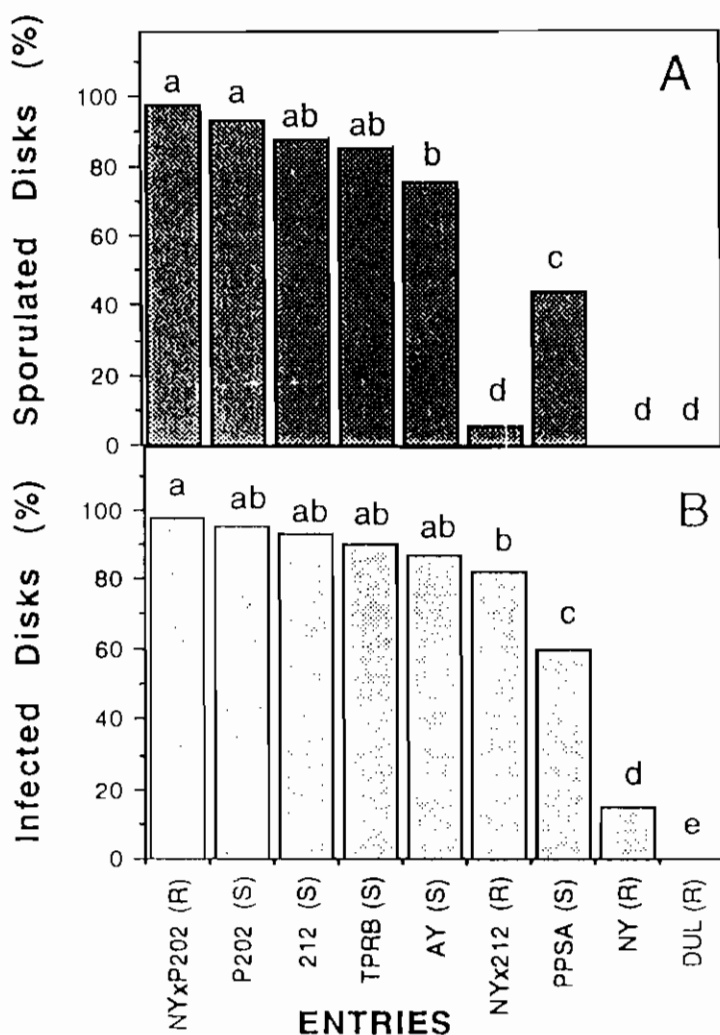 A
Sporulated Disks (%)
100
80
60
40
20
0
a
a
ab
ab
b
d
c
d
d
B
Infected Disks (%)
100
80
60
40
20
0
a
ab
ab
ab
ab
b
c
d
e
NYxP202 (R)
P202 (S)
212 (S)
TPRB (S)
AY (S)
NYx212 (R)
PPSA (S)
NY (R)
DUL (R)
ENTRIES